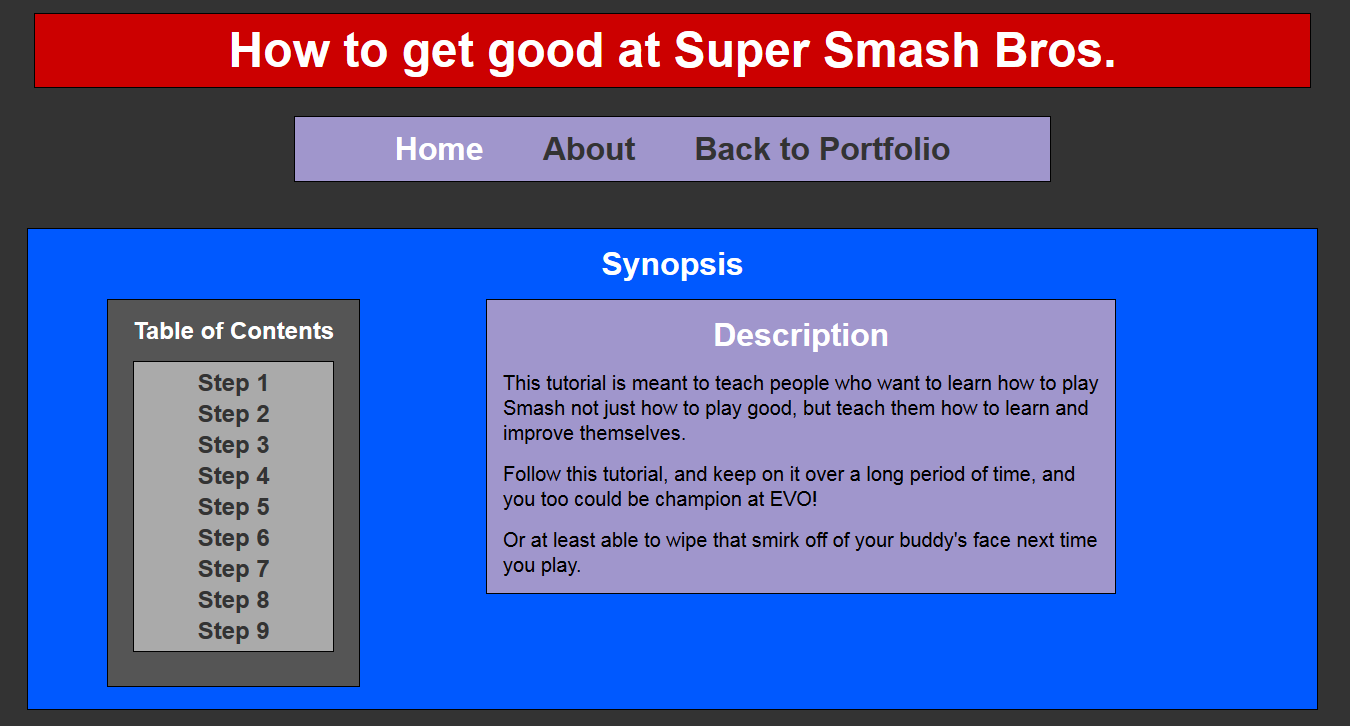 How to get good at Super Smash Bros.
Home About Back to Portfolio
Synopsis
Table of Contents
Step 1
Step 2
Step 3
Step 4
Step 5
Step 6
Step 7
Step 8
Step 9
Description
This tutorial is meant to teach people who want to learn how to play
Smash not just how to play good, but teach them how to learn and
improve themselves.
Follow this tutorial, and keep on it over a long period of time, and
you too could be champion at EVO!
Or at least able to wipe that smirk off of your buddy's face next time
you play.